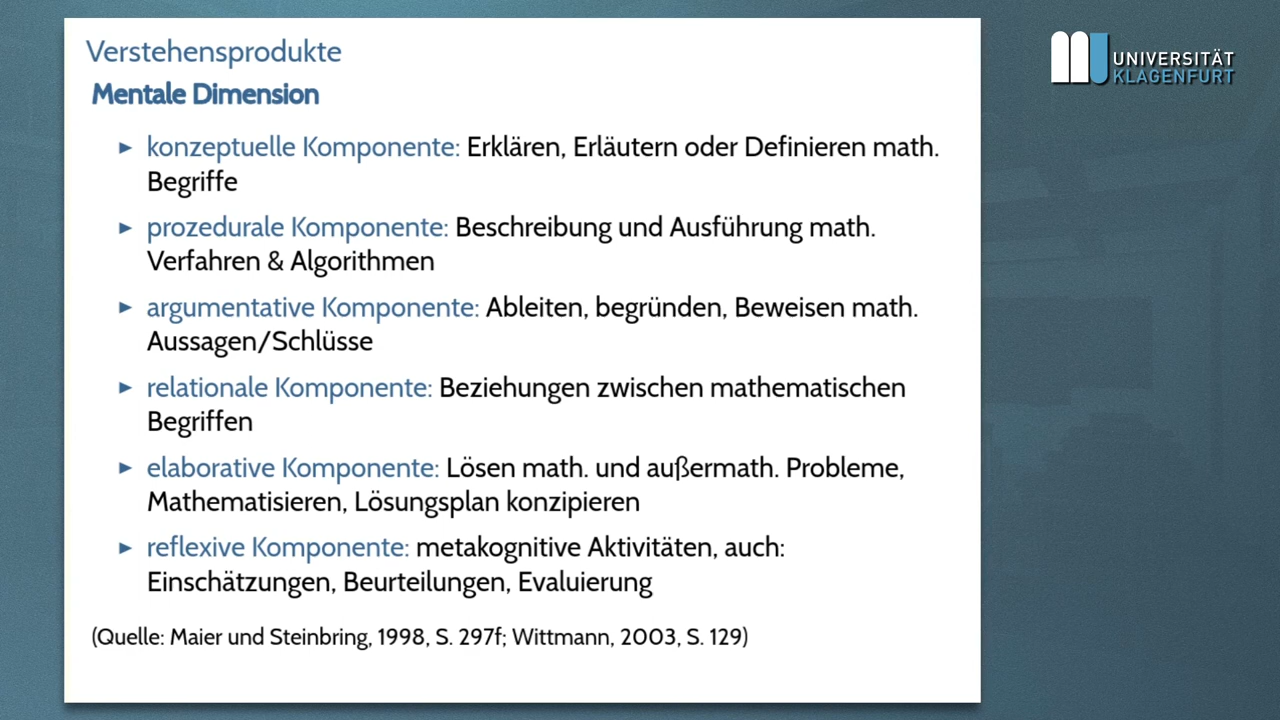 Verstehensprodukte
Mentale Dimension
► konzeptuelle Komponente: Erklären, Erläutern oder Definieren math.
Begriffe
► prozedurale Komponente: Beschreibung und Ausführung math.
Verfahren & Algorithmen
► argumentative Komponente: Ableiten, begründen, Beweisen math.
Aussagen/Schlüsse
► relationale Komponente: Beziehungen zwischen mathematischen
Begriffen
► elaborative Komponente: Lösen math. und außermath. Probleme,
Mathematisieren, Lösungsplan konzipieren
► reflexive Komponente: metakognitive Aktivitäten, auch:
Einschätzungen, Beurteilungen, Evaluierung
(Quelle: Maier und Steinbring, 1998, S. 297f; Wittmann, 2003, S. 129)
UNIVERSITÄT
KLAGENFURT